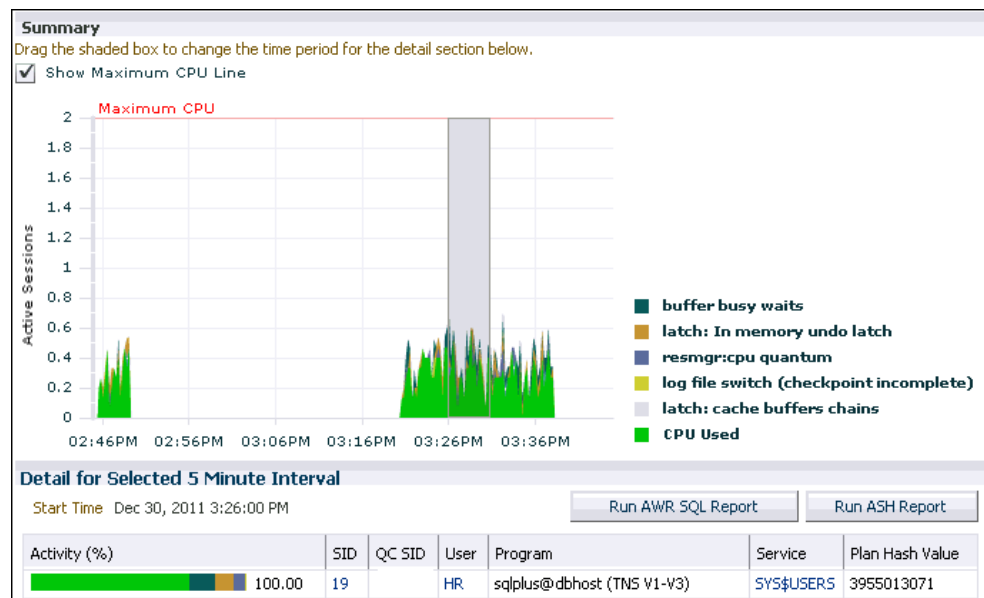 Summary
Drag the shaded box to change the time period for the detail section below.
Show Maximum CPU Line
Maximum CPU
2
1.8
1.6
1.4
1.2
1
0.8
0.6
0.4
0.2
0
Active Sessions
02:46PM 02:56PM 03:06PM 03:16PM 03:26PM 03:36PM
buffer busy waits
latch: In memory undo latch
resmgr:cpu quantum
log file switch (checkpoint incomplete)
latch: cache buffers chains
CPU Used
Detail for Selected 5 Minute Interval
Start Time Dec 30, 2011 3:26:00 PM
Run AWR SQL Report
Run ASH Report
Activity (%) SID QC SID User Program Service Plan Hash Value
100.00 19 HR sqlplus@dbhost (TNS V1-V3) SYS$USERS 3955013071